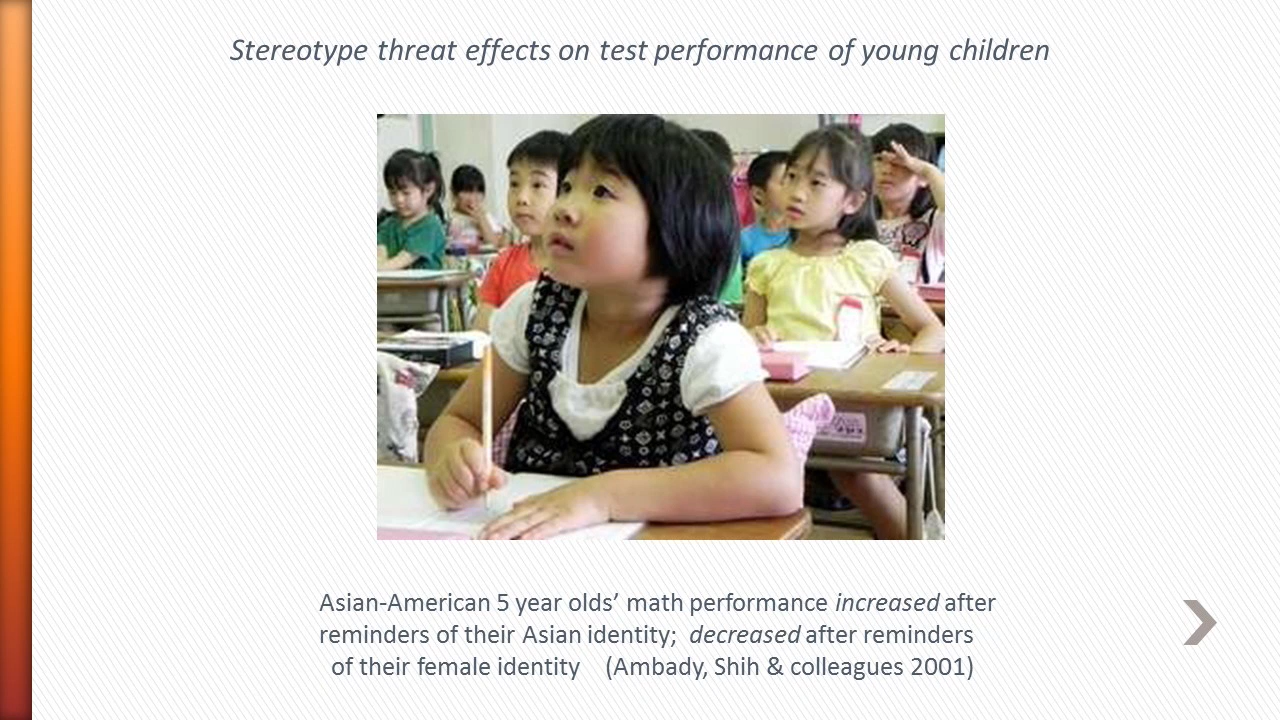 Stereotype threat effects on test performance of young children
Asian-American 5 year olds’ math performance increased after
reminders of their Asian identity; decreased after reminders
of their female identity (Ambady, Shih & colleagues 2001)